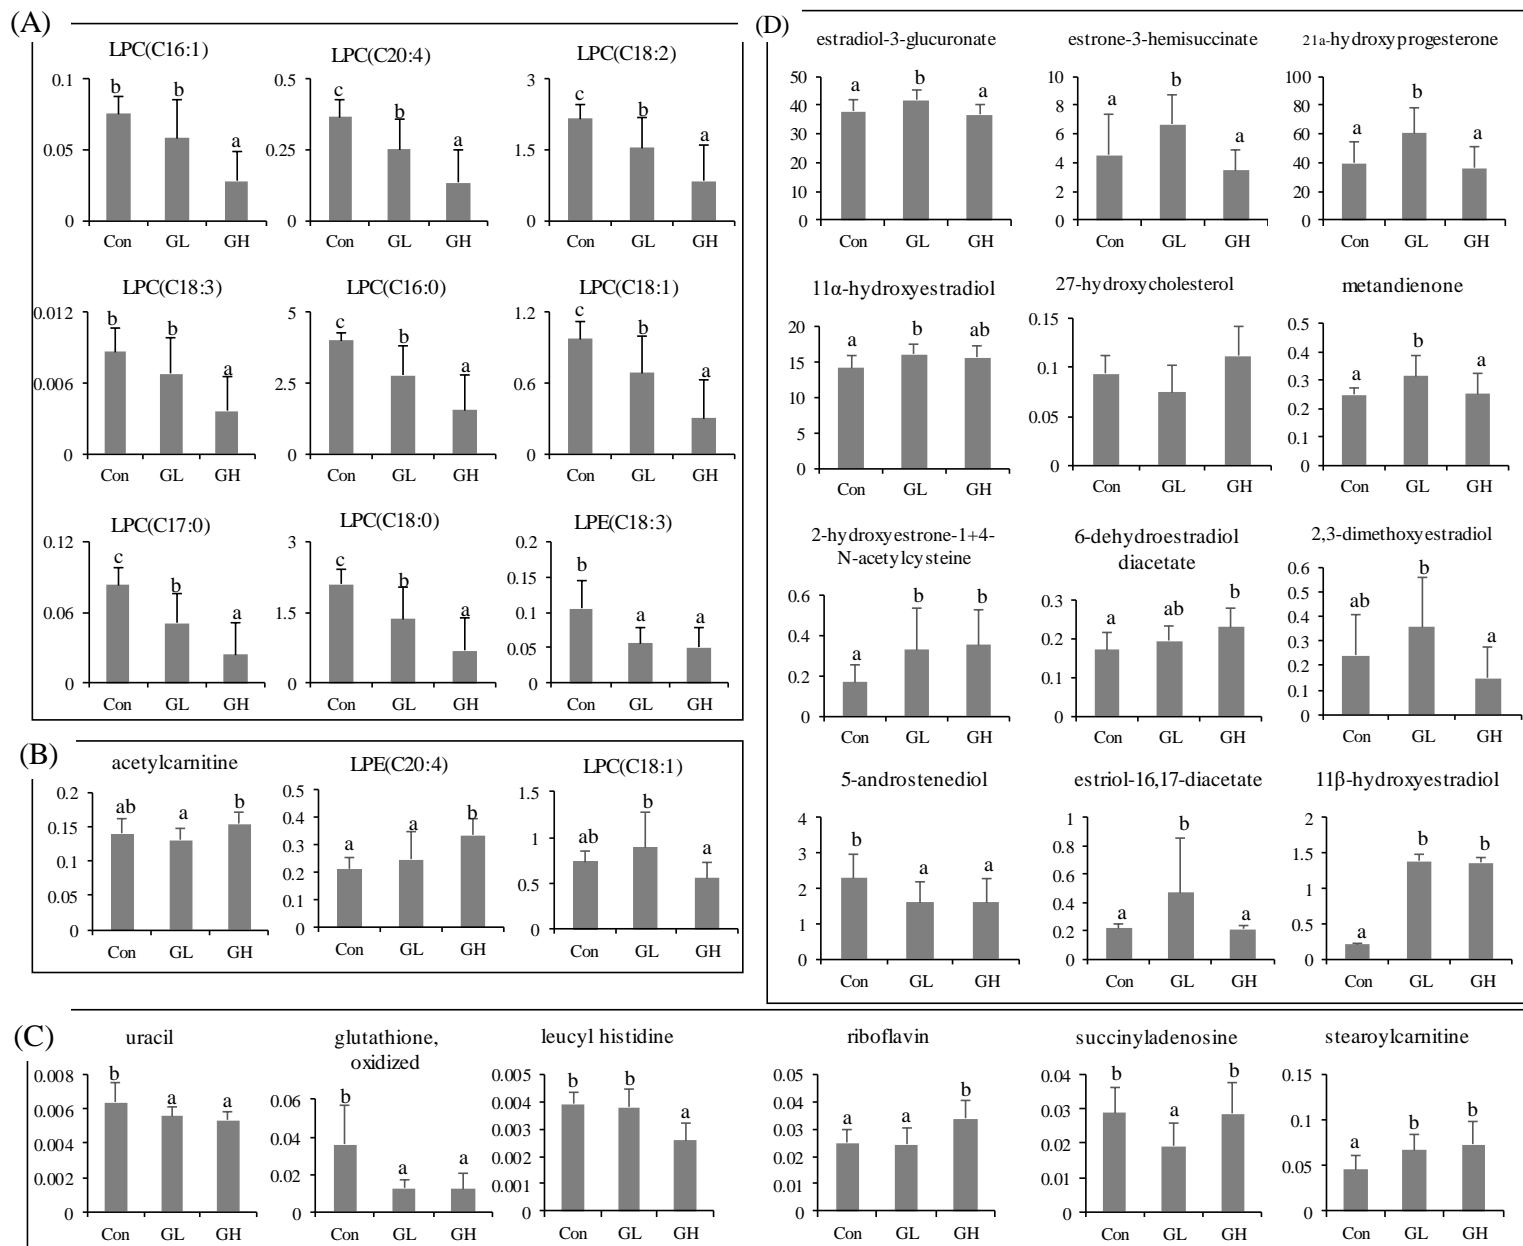 (A)
LPC(C16:1)
0.1
0.05
0
b
b
a
Con GL GH
LPC(C20:4)
0.5
0.25
0
c
b
a
Con GL GH
LPC(C18:2)
3
1.5
0
c
b
a
Con GL GH
LPC(C18:3)
0.012
0.006
0
b
b
a
Con GL GH
LPC(C16:0)
5
2.5
0
c
b
a
Con GL GH
LPC(C18:1)
1.2
0.6
0
c
b
a
Con GL GH
LPC(C17:0)
0.12
0.06
0
c
b
a
Con GL GH
LPC(C18:0)
3
1.5
0
c
b
a
Con GL GH
LPE(C18:3)
0.2
0.15
0.1
0.05
0
b
a
a
Con GL GH
(B)
acetylcarnitine
0.2
0.15
0.1
0.05
0
ab
a
b
Con GL GH
LPE(C20:4)
0.5
0.4
0.3
0.2
0.1
0
a
a
b
Con GL GH
LPC(C18:1)
1.5
1
0.5
0
ab
b
a
Con GL GH
(C)
uracil
0.008
0.006
0.004
0.002
0
b
a
a
Con GL GH
glutathione,
oxidized
0.06
0.04
0.02
0
b
a
a
Con GL GH
leucyl histidine
0.005
0.004
0.003
0.002
0.001
0
b
b
a
Con GL GH
riboflavin
0.05
0.04
0.03
0.02
0.01
0
a
a
b
Con GL GH
succinyladenosine
0.04
0.03
0.02
0.01
0
b
a
b
Con GL GH
stearoylcarnitine
0.15
0.1
0.05
0
a
b
b
Con GL GH
(D)
estradiol-3-glucuronate
50
40
30
20
10
0
a
b
a
Con GL GH
estrone-3-hemisuccinate
10
8
6
4
2
0
a
b
a
Con GL GH
21a-hydroxyprogesterone
100
80
60
40
20
0
a
b
a
Con GL GH
11α-hydroxyestradiol
20
15
10
5
0
a
b
ab
Con GL GH
27-hydroxycholesterol
0.15
0.1
0.05
0
Con GL GH
metandienone
0.5
0.4
0.3
0.2
0.1
0
a
b
a
Con GL GH
2-hydroxyestrone-1+4-
N-acetylcysteine
0.6
0.4
0.2
0
a
b
b
Con GL GH
6-dehydroestradiol
diacetate
0.3
0.2
0.1
0
a
ab
b
Con GL GH
2,3-dimethoxyestradiol
0.6
0.5
0.4
0.3
0.2
0.1
0
ab
b
a
Con GL GH
5-androstenediol
4
3
2
1
0
b
a
a
Con GL GH
estriol-16,17-diacetate
1
0.8
0.6
0.4
0.2
0
a
b
a
Con GL GH
11β-hydroxyestradiol
2
1.5
1
0.5
0
a
b
b
Con GL GH